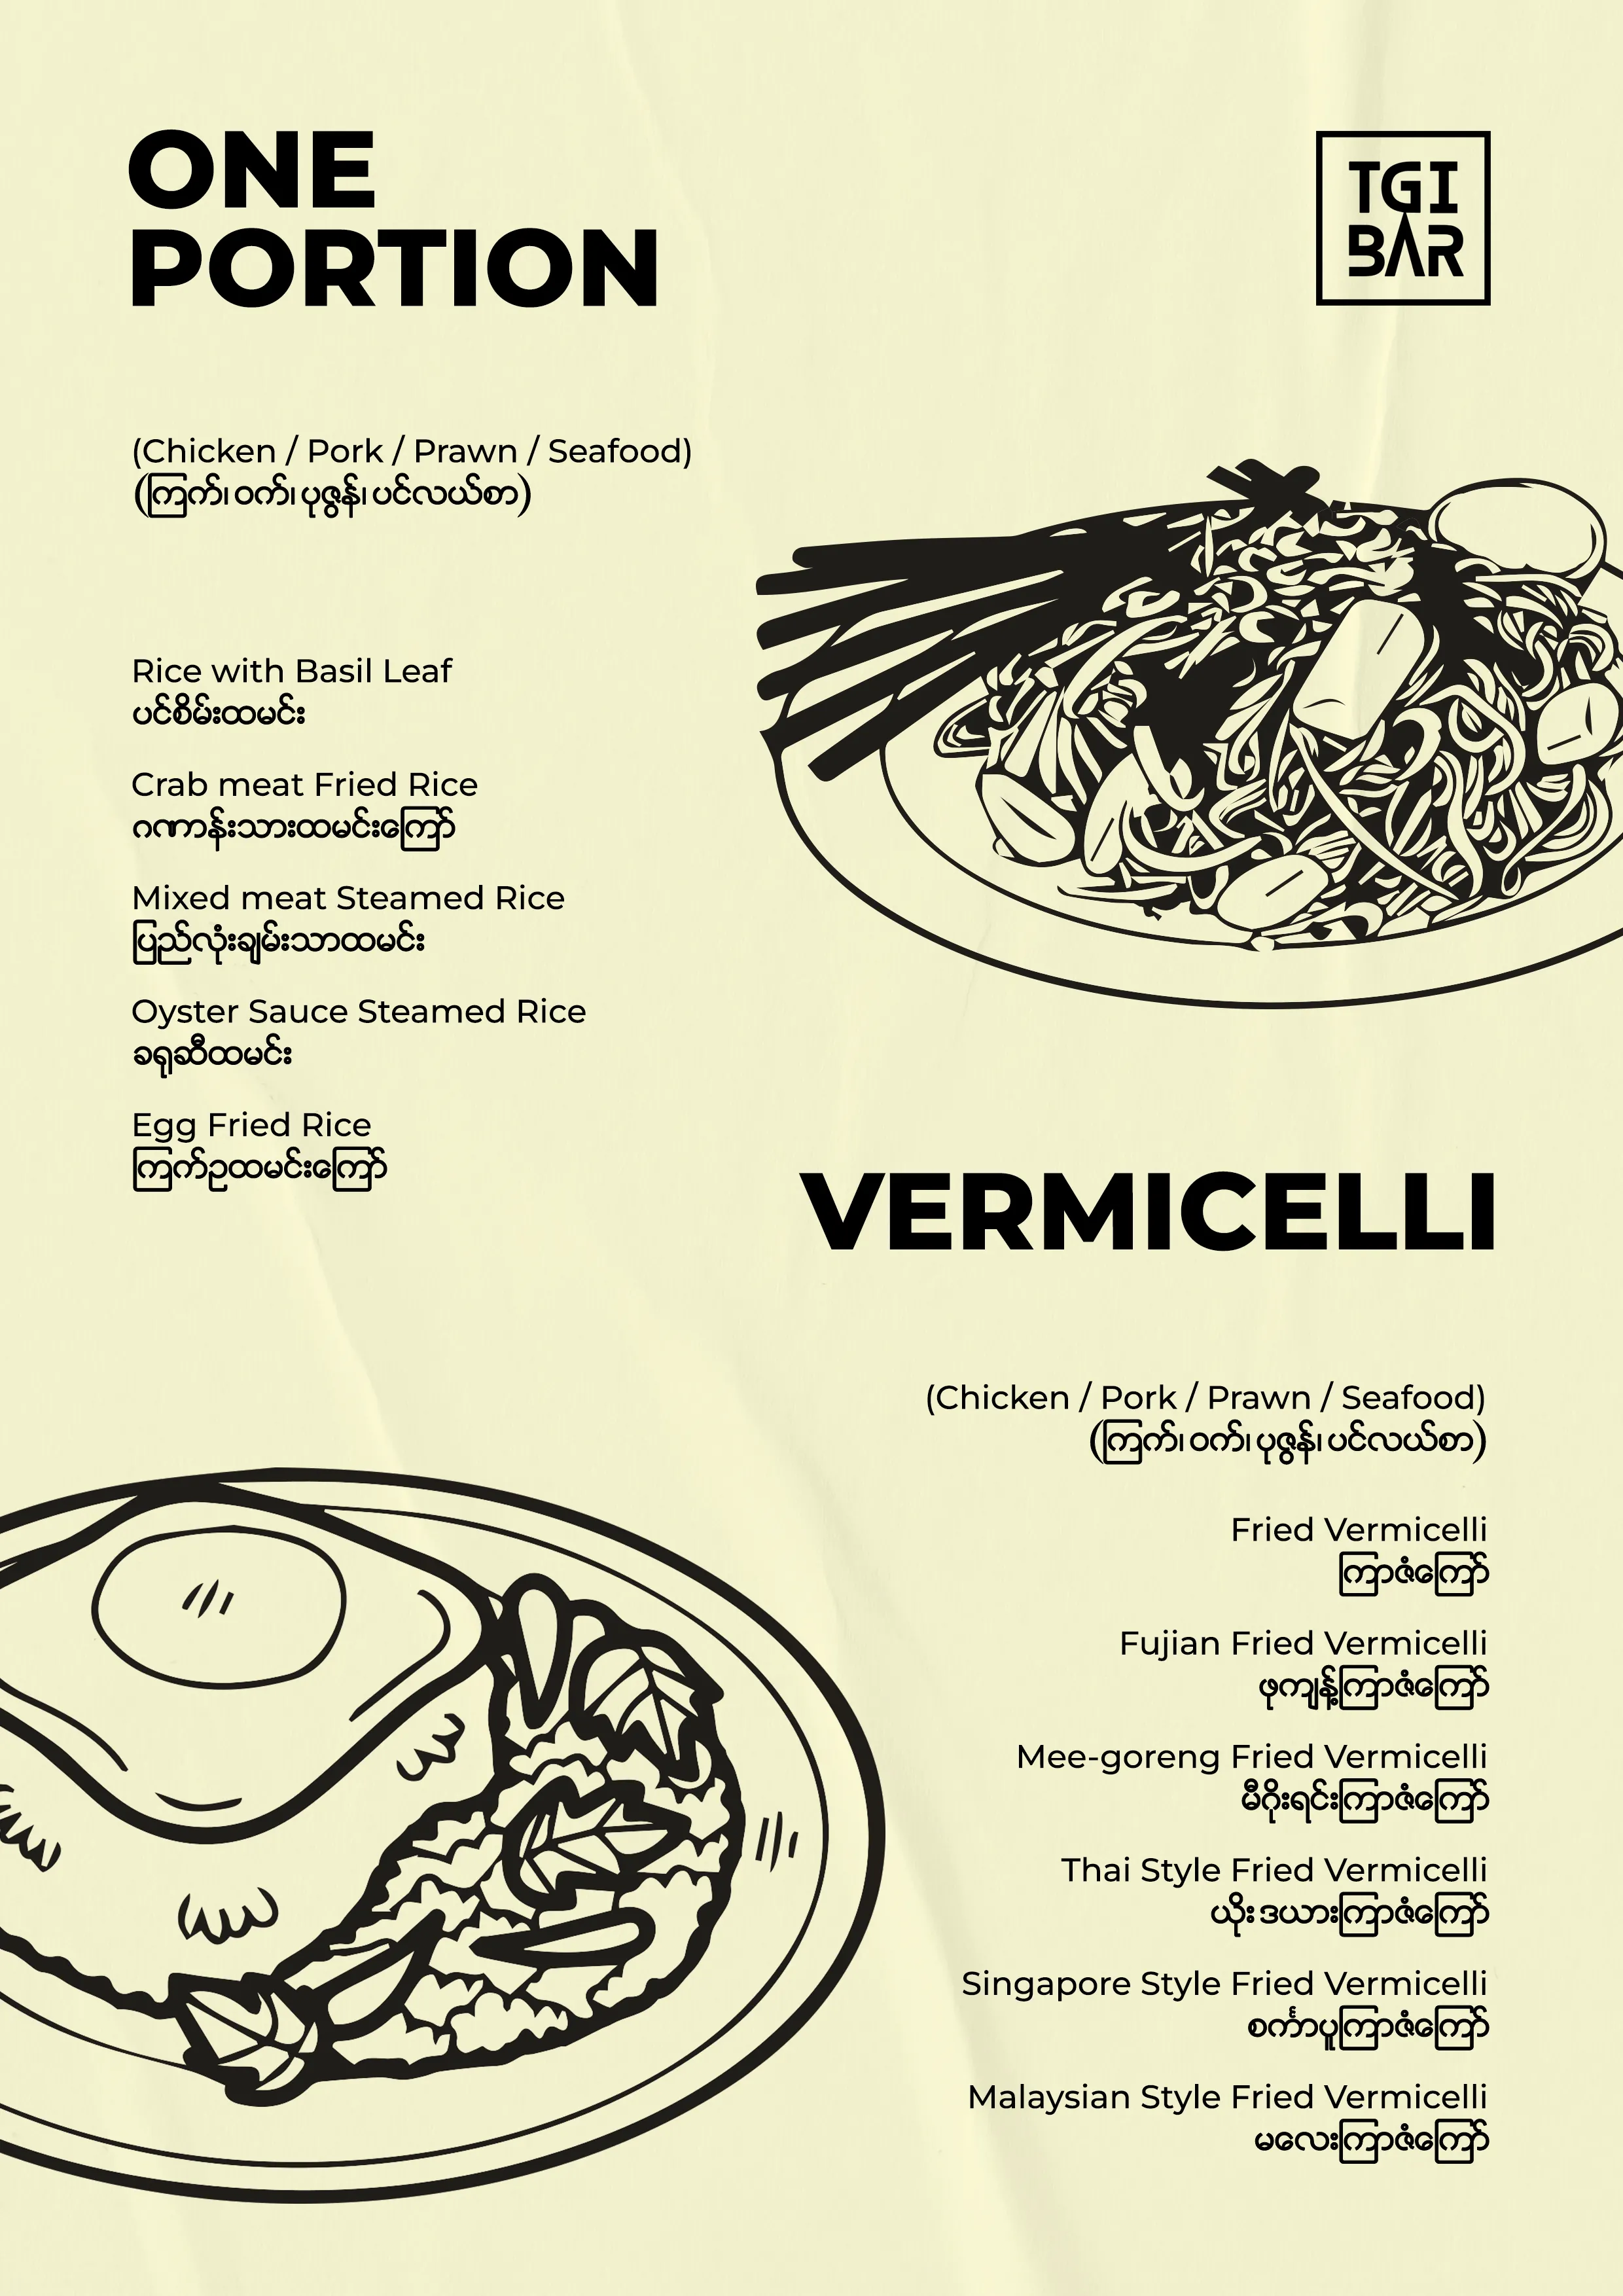 ONE
PORTION
TGI
BAR
(Chicken / Pork / Prawn / Seafood)
(ကြက်၊ ဝက်၊ ပုဇွန်၊ ပင်လယ်စာ)
Rice with Basil Leaf
ပင်စိမ်းထမင်း
Crab meat Fried Rice
ဂဏာန်းသားထမင်းကြော်
Mixed meat Steamed Rice
ပြည်လုံးချမ်းသာထမင်း
Oyster Sauce Steamed Rice
ခရုဆီထမင်း
Egg Fried Rice
ကြက်ဥထမင်းကြော်
VERMICELLI
(Chicken / Pork / Prawn / Seafood)
(ကြက်၊ ဝက်၊ ပုဇွန်၊ ပင်လယ်စာ)
Fried Vermicelli
ကြာဇံကြော်
Fujian Fried Vermicelli
ဖုကျန့်ကြာဇံကြော်
Mee-goreng Fried Vermicelli
မီဂိုးရင်းကြာဇံကြော်
Thai Style Fried Vermicelli
ယိုးဒယားကြာဇံကြော်
Singapore Style Fried Vermicelli
စင်္ကာပူကြာဇံကြော်
Malaysian Style Fried Vermicelli
မလေးကြာဇံကြော်